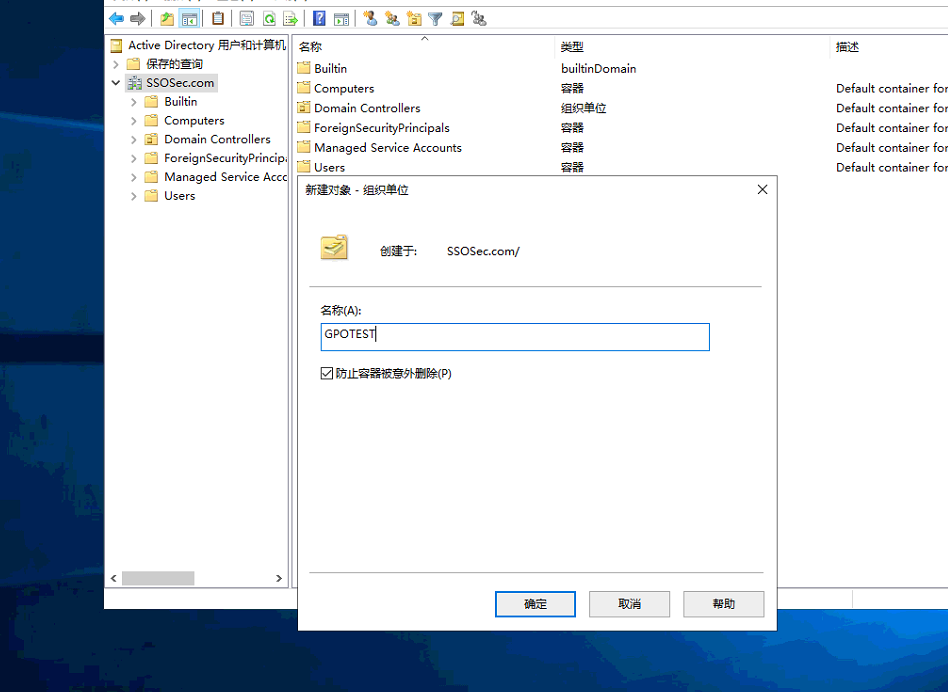 Active Directory 用户和计算机
保存的查询
SSOSec.com
Builtin
Computers
Domain Controllers
ForeignSecurityPrincipa
Managed Service Acc
Users
名称 类型 描述
Builtin builtinDomain
Computers 容器 Default container for
Domain Controllers 组织单位 Default container for
ForeignSecurityPrincipals 容器 Default container for
Managed Service Accounts 容器 Default container for
Users 容器 Default container for
新建对象 - 组织单位
创建于: SSOSec.com/
名称(A):
GPOTEST
防止容器被意外删除(P)
确定 取消 帮助